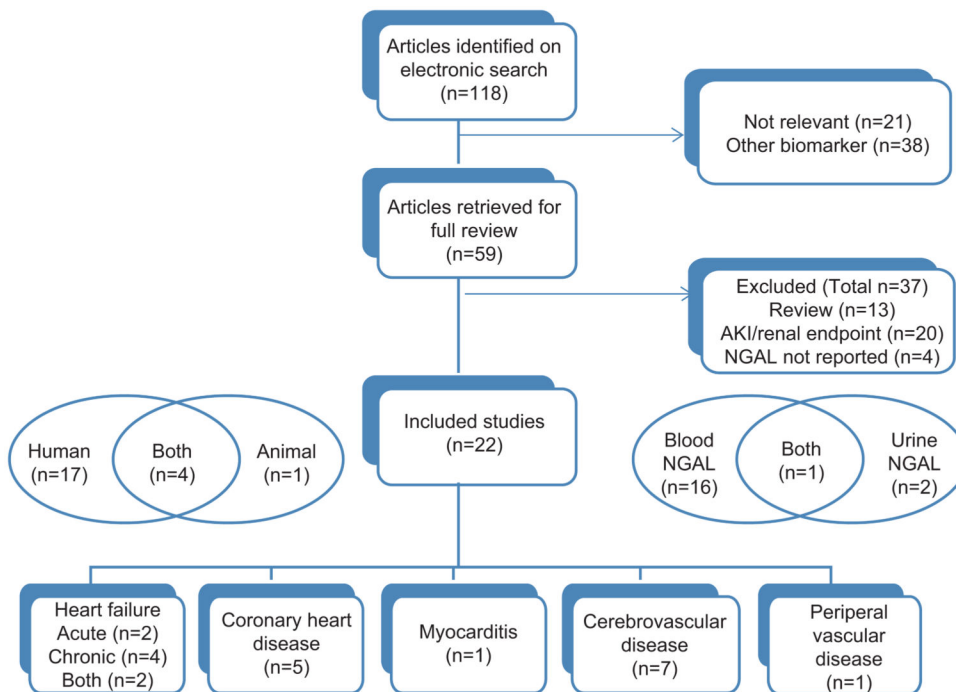 Articles identified on
electronic search
(n=118)
Not relevant (n=21)
Other biomarker (n=38)
Articles retrieved for
full review
(n=59)
Excluded (Total n=37)
Review (n=13)
AKI/renal endpoint (n=20)
NGAL not reported (n=4)
Included studies
(n=22)
Human
(n=17)
Both
(n=4)
Animal
(n=1)
Blood
NGAL
(n=16)
Both
(n=1)
Urine
NGAL
(n=2)
Heart failure
Acute (n=2)
Chronic (n=4)
Both (n=2)
Coronary heart
disease
(n=5)
Myocarditis
(n=1)
Cerebrovascular
disease
(n=7)
Periperal
vascular
disease
(n=1)